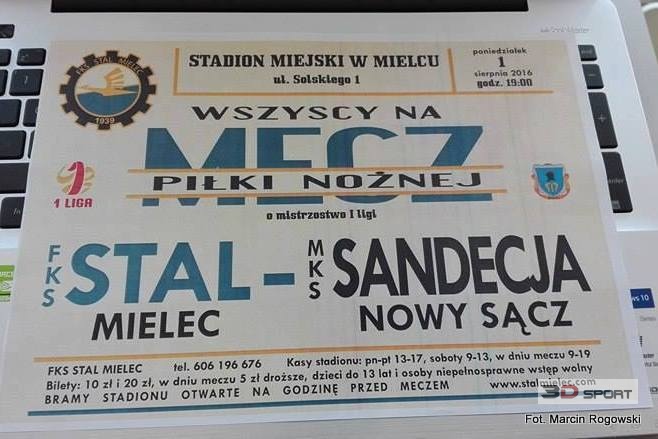 FKS STAL MIELEC
1939
STADION MIEJSKI W MIELCU
ul. Solskiego 1
poniedziałek
1
sierpnia 2016
godz. 19:00
WSZYSCY NA
MECZ
PIŁKI NOŻNEJ
o mistrzostwo I ligi
1 LIGA
FKS STAL - MKS SANDECJA
MIELEC NOWY SĄCZ
FKS STAL MIELEC tel. 606 196 676 Kasy stadionu: pn-pt 13-17, soboty 9-13, w dniu meczu 9-19
Bilety: 10 zł i 20 zł, w dniu meczu 5 zł droższe, dzieci do 13 lat i osoby niepełnosprawne wstęp wolny
BRAMY STADIONU OTWARTE NA GODZINĘ PRZED MECZEM www.stalmielec.com
3D SPORT
Fot. Marcin Rogowski